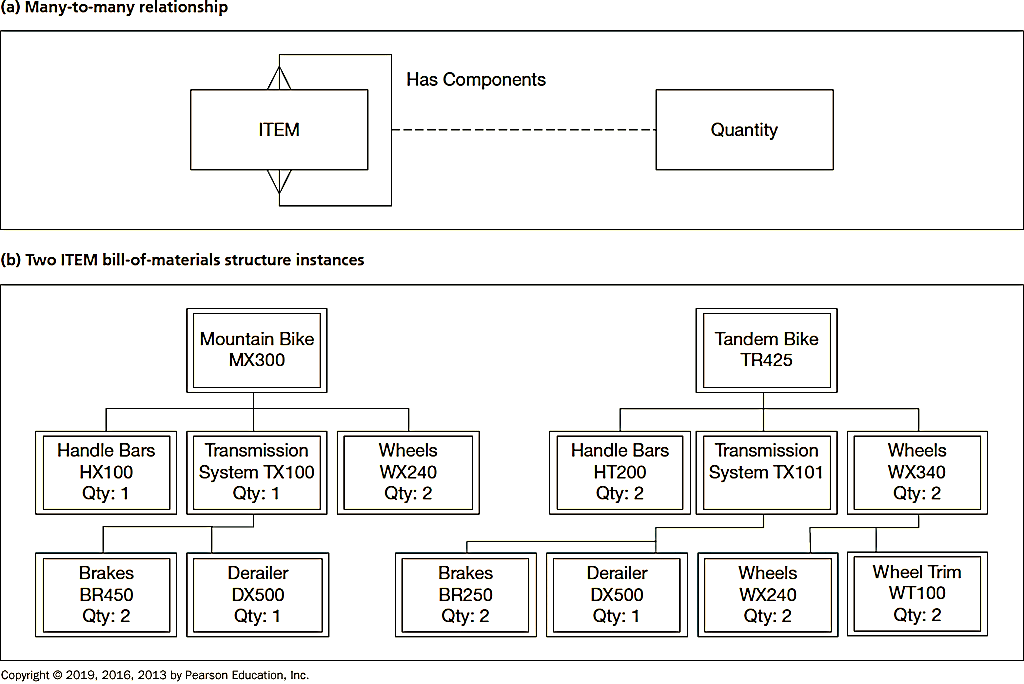 (a) Many-to-many relationship
Has Components
ITEM
Quantity
(b) Two ITEM bill-of-materials structure instances
Mountain Bike
MX300
Tandem Bike
TR425
Handle Bars
HX100
Qty: 1
Transmission
System TX100
Qty: 1
Wheels
WX240
Qty: 2
Handle Bars
HT200
Qty: 2
Transmission
System TX101
Wheels
WX340
Qty: 2
Brakes
BR450
Qty: 2
Derailer
DX500
Qty: 1
Brakes
BR250
Qty: 2
Derailer
DX500
Qty: 1
Wheels
WX240
Qty: 2
Wheel Trim
WT100
Qty: 2
Copyright © 2019, 2016, 2013 by Pearson Education, Inc.